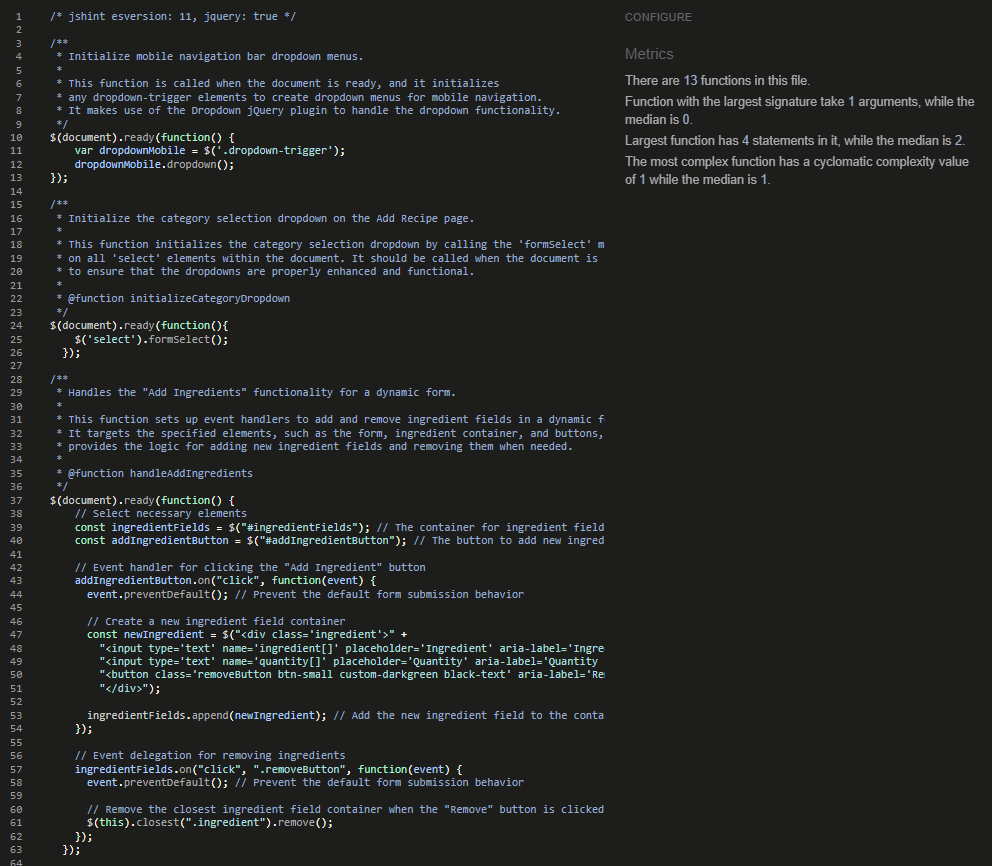 1 /* jshint esversion: 11, jquery: true */
2
3 /**
4  * Initialize mobile navigation bar dropdown menus.
5  *
6  * This function is called when the document is ready, and it initializes
7  * any dropdown-trigger elements to create dropdown menus for mobile navigation.
8  * It makes use of the Dropdown jQuery plugin to handle the dropdown functionality.
9  */
10 $(document).ready(function() {
11     var dropdownMobile = $('.dropdown-trigger');
12     dropdownMobile.dropdown();
13 });
14
15 /**
16  * Initialize the category selection dropdown on the Add Recipe page.
17  *
18  * This function initializes the category selection dropdown by calling the 'formSelect' m
19  * on all 'select' elements within the document. It should be called when the document is
20  * to ensure that the dropdowns are properly enhanced and functional.
21  *
22  * @function initializeCategoryDropdown
23  */
24 $(document).ready(function(){
25     $('select').formSelect();
26   });
27
28 /**
29  * Handles the "Add Ingredients" functionality for a dynamic form.
30  *
31  * This function sets up event handlers to add and remove ingredient fields in a dynamic f
32  * It targets the specified elements, such as the form, ingredient container, and buttons,
33  * provides the logic for adding new ingredient fields and removing them when needed.
34  *
35  * @function handleAddIngredients
36  */
37 $(document).ready(function() {
38     // Select necessary elements
39     const ingredientFields = $("#ingredientFields"); // The container for ingredient field
40     const addIngredientButton = $("#addIngredientButton"); // The button to add new ingred
41
42     // Event handler for clicking the "Add Ingredient" button
43     addIngredientButton.on("click", function(event) {
44       event.preventDefault(); // Prevent the default form submission behavior
45
46       // Create a new ingredient field container
47       const newIngredient = $("<div class='ingredient'>" +
48         "<input type='text' name='ingredient[]' placeholder='Ingredient' aria-label='Ingre
49         "<input type='text' name='quantity[]' placeholder='Quantity' aria-label='Quantity
50         "<button class='removeButton btn-small custom-darkgreen black-text' aria-label='Re
51         "</div>");
52
53       ingredientFields.append(newIngredient); // Add the new ingredient field to the conta
54     });
55
56     // Event delegation for removing ingredients
57     ingredientFields.on("click", ".removeButton", function(event) {
58       event.preventDefault(); // Prevent the default form submission behavior
59
60       // Remove the closest ingredient field container when the "Remove" button is clicked
61       $(this).closest(".ingredient").remove();
62     });
63   });
64
CONFIGURE
Metrics
There are 13 functions in this file.
Function with the largest signature take 1 arguments, while the
median is 0.
Largest function has 4 statements in it, while the median is 2.
The most complex function has a cyclomatic complexity value
of 1 while the median is 1.